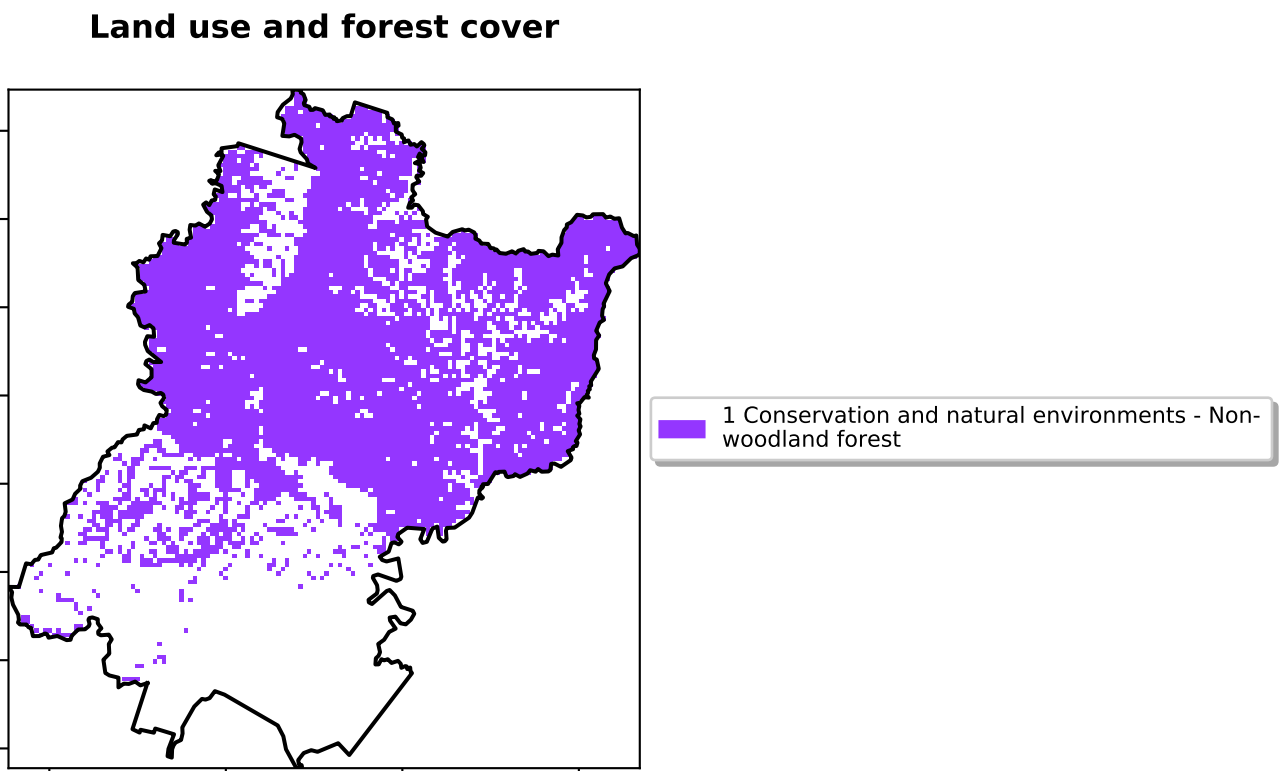 Land use and forest cover
1 Conservation and natural environments - Non-
woodland forest